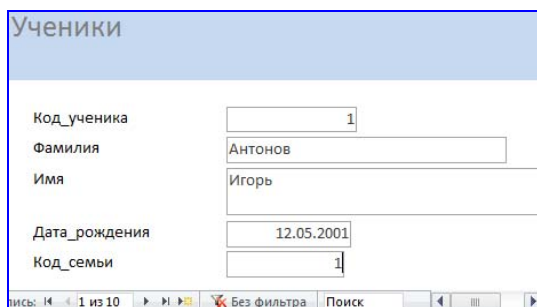 Ученики
Код_ученика 1
Фамилия Антонов
Имя Игорь
Дата_рождения 12.05.2001
Код_семьи 1
пись: 1 из 10 Без фильтра Поиск